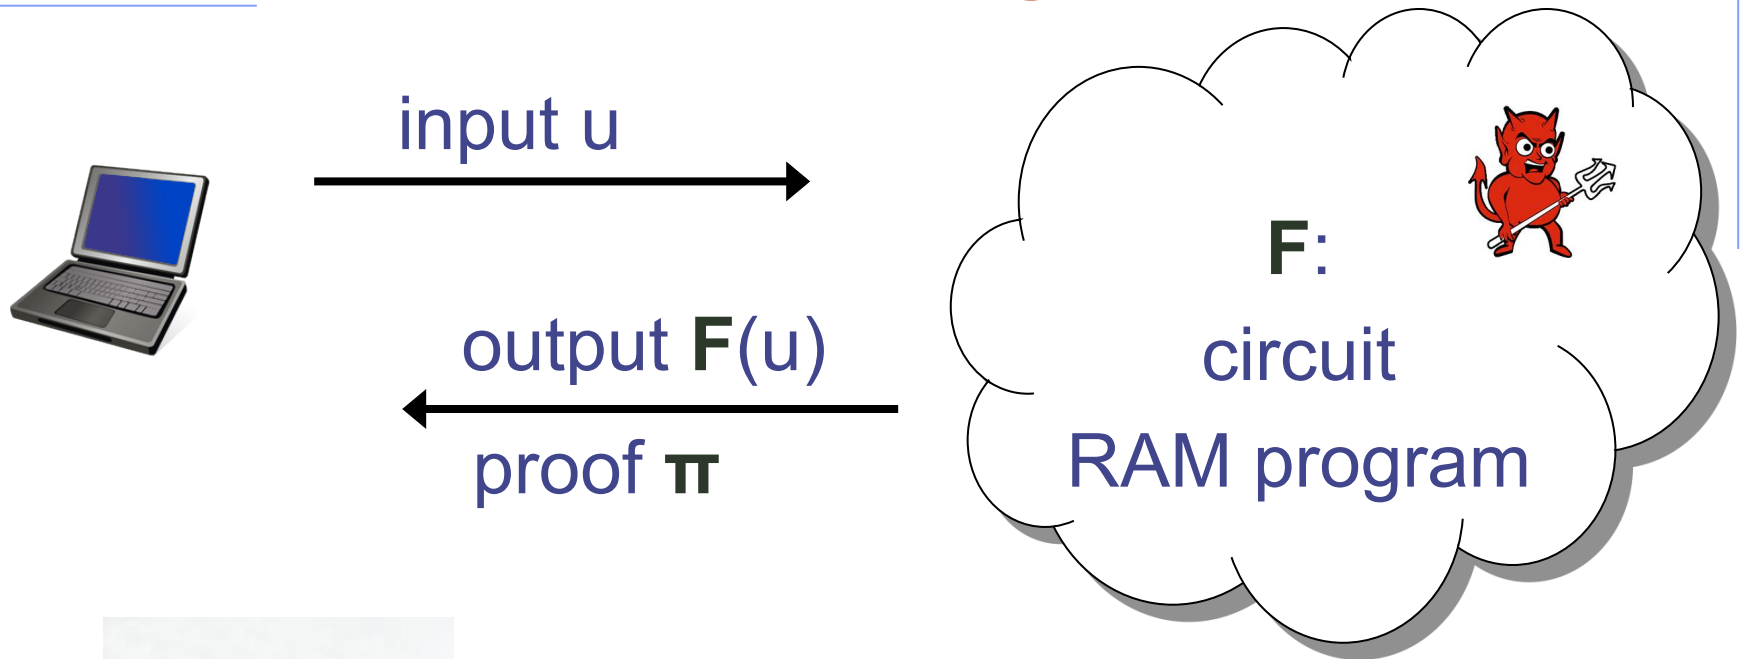 input u
output F(u)
proof π
F:
circuit
RAM program